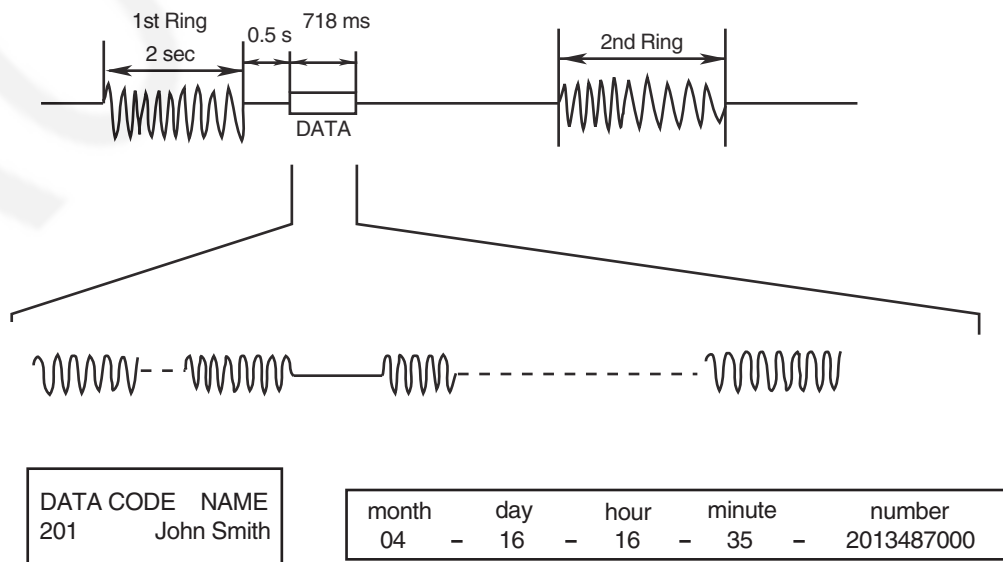 1st Ring
2 sec
0.5 s
718 ms
2nd Ring
DATA
DATA CODE NAME
201 John Smith
month day hour minute number
04 – 16 – 16 – 35 – 2013487000